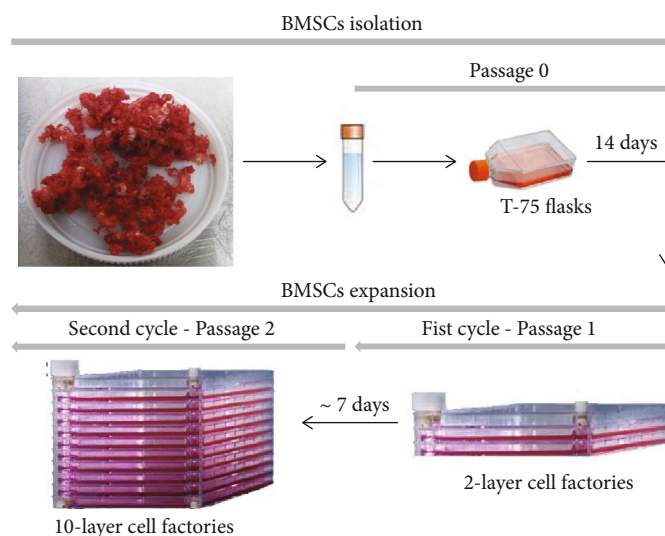 BMSCs isolation
Passage 0
14 days
T-75 flasks
BMSCs expansion
Second cycle - Passage 2
Fist cycle - Passage 1
~ 7 days
2-layer cell factories
10-layer cell factories